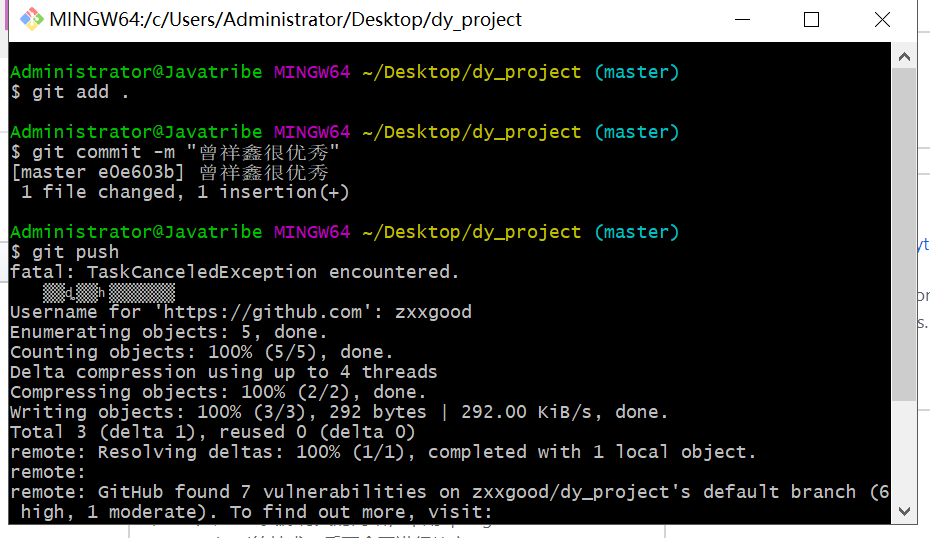 MINGW64:/c/Users/Administrator/Desktop/dy_project
Administrator@Javatribe MINGW64 ~/Desktop/dy_project (master)
$ git add .
Administrator@Javatribe MINGW64 ~/Desktop/dy_project (master)
$ git commit -m "曾祥鑫很优秀"
[master e0e603b] 曾祥鑫很优秀
1 file changed, 1 insertion(+)
Administrator@Javatribe MINGW64 ~/Desktop/dy_project (master)
$ git push
fatal: TaskCanceledException encountered.
Username for 'https://github.com': zxxgood
Enumerating objects: 5, done.
Counting objects: 100% (5/5), done.
Delta compression using up to 4 threads
Compressing objects: 100% (2/2), done.
Writing objects: 100% (3/3), 292 bytes | 292.00 KiB/s, done.
Total 3 (delta 1), reused 0 (delta 0)
remote: Resolving deltas: 100% (1/1), completed with 1 local object.
remote:
remote: GitHub found 7 vulnerabilities on zxxgood/dy_project's default branch (6
high, 1 moderate). To find out more, visit: